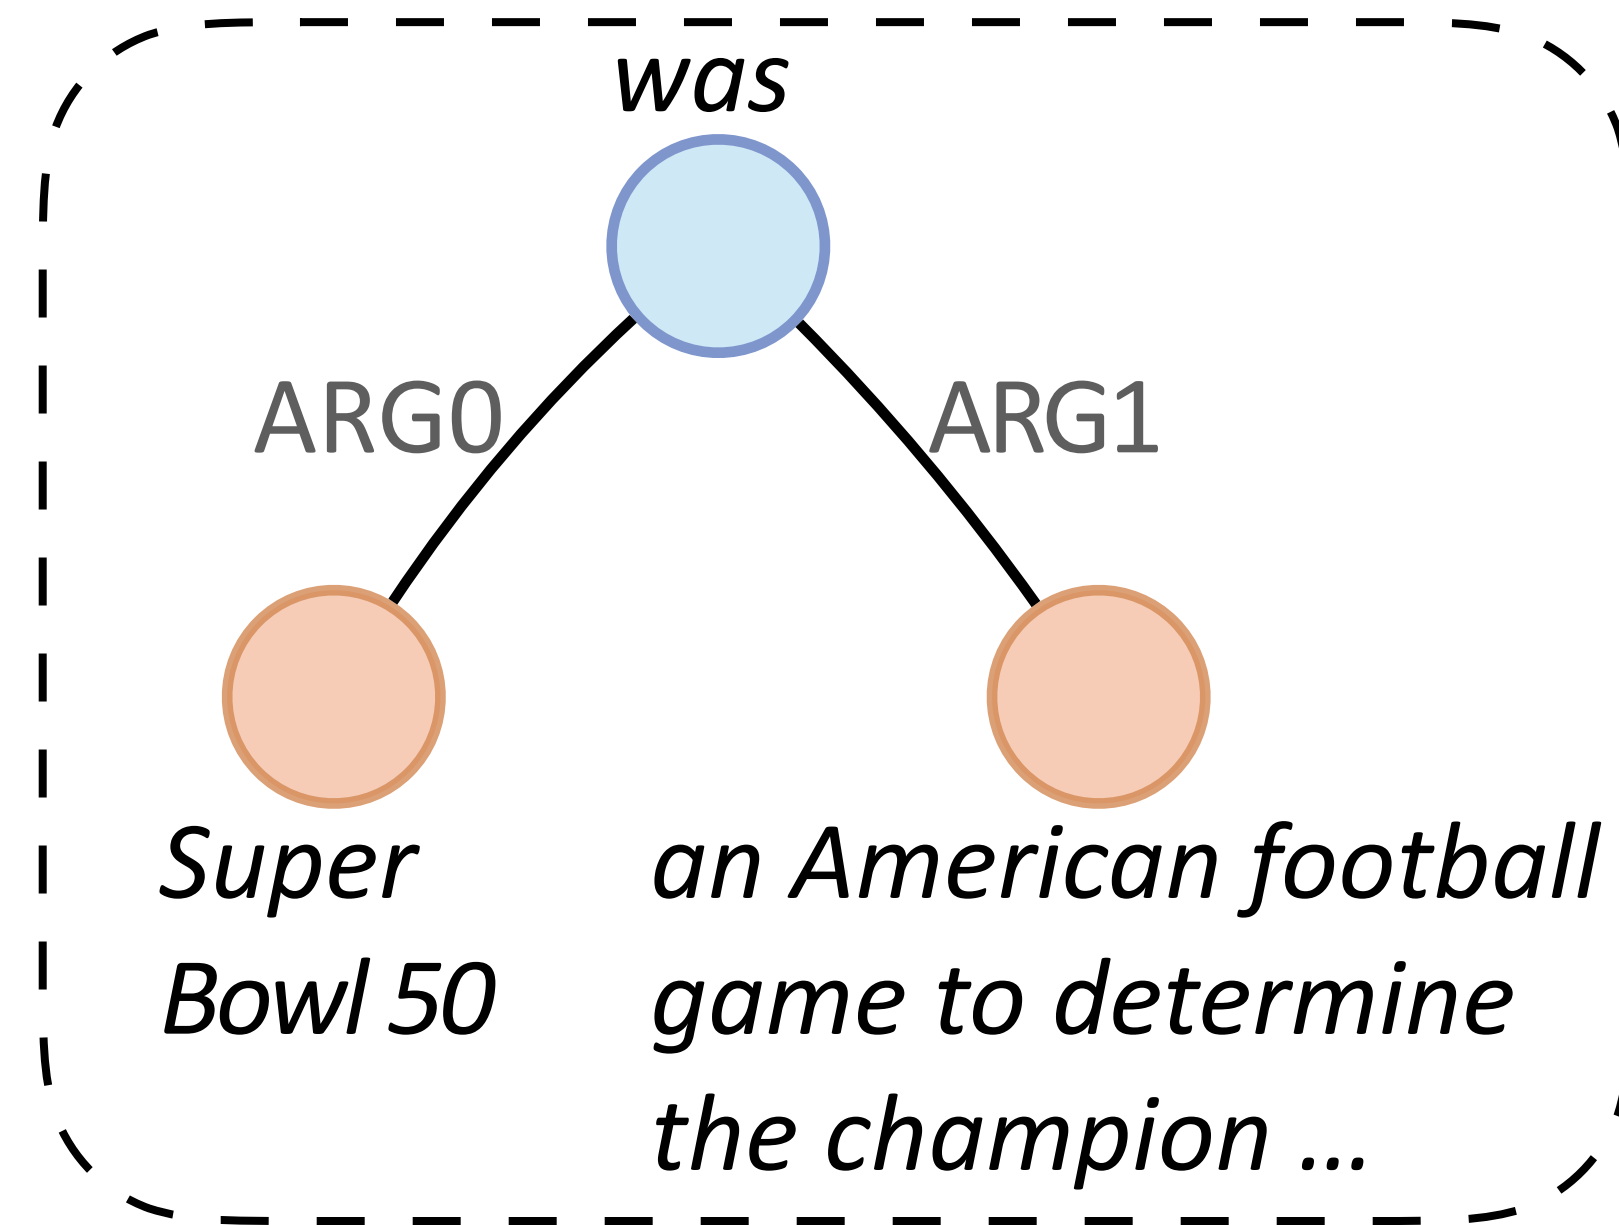 was
ARG0
ARG1
Super
Bowl 50
an American football
game to determine
the champion ...